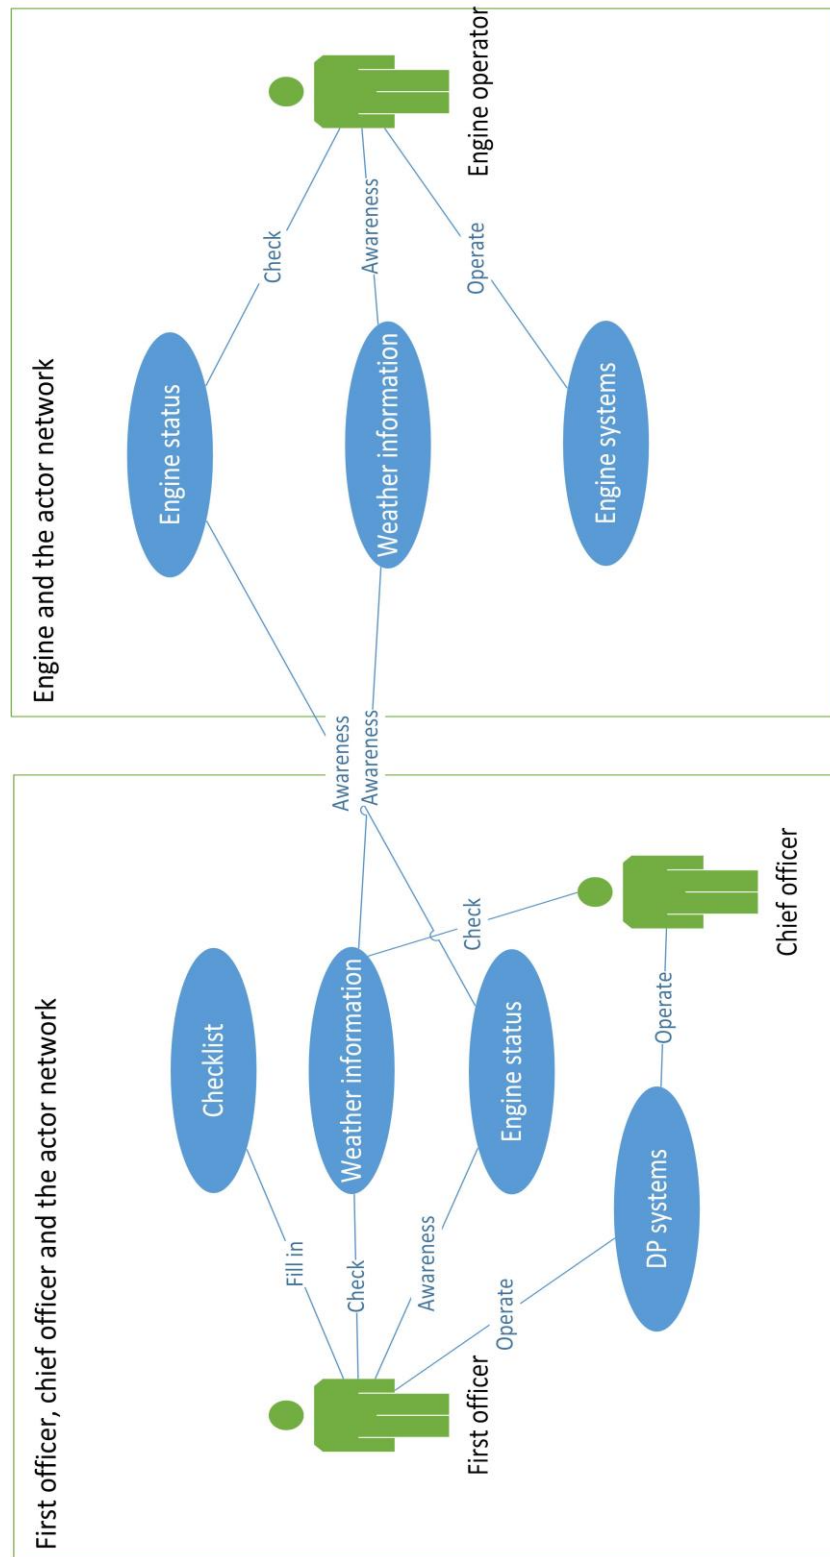 First officer, chief officer and the actor network
Checklist
Fill in
Weather information
Check
Engine status
Awareness
First officer
Operate
DP systems
Check
Operate
Chief officer
Awareness
Awareness
Engine and the actor network
Engine status
Check
Weather information
Awareness
Engine operator
Operate
Engine systems